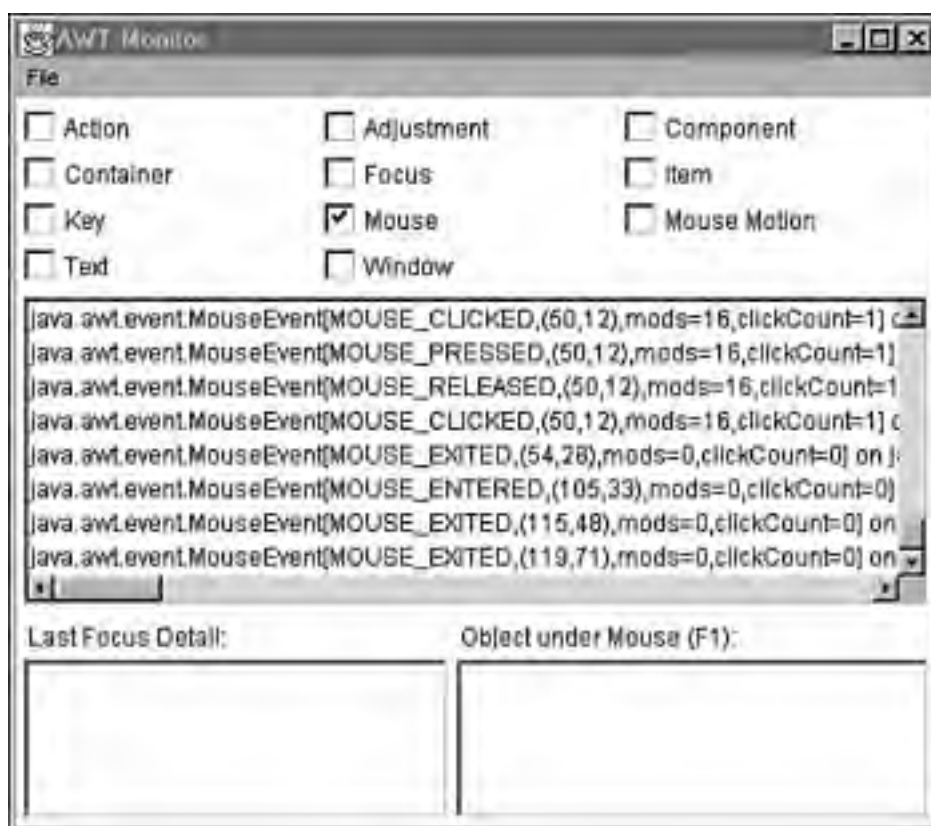 AWT Monitor
File
Action Adjustment Component
Container Focus Item
Key Mouse Mouse Motion
Text Window
java.awt.event.MouseEvent[MOUSE_CLICKED,(50,12),mods=16,clickCount=1] c
java.awt.event.MouseEvent[MOUSE_PRESSED,(50,12),mods=16,clickCount=1]
java.awt.event.MouseEvent[MOUSE_RELEASED,(50,12),mods=16,clickCount=1
java.awt.event.MouseEvent[MOUSE_CLICKED,(50,12),mods=16,clickCount=1] c
java.awt.event.MouseEvent[MOUSE_EXITED,(54,28),mods=0,clickCount=0] on j
java.awt.event.MouseEvent[MOUSE_ENTERED,(105,33),mods=0,clickCount=0]
java.awt.event.MouseEvent[MOUSE_EXITED,(115,48),mods=0,clickCount=0] on
java.awt.event.MouseEvent[MOUSE_EXITED,(119,71),mods=0,clickCount=0] on
Last Focus Detail: Object under Mouse (F1):